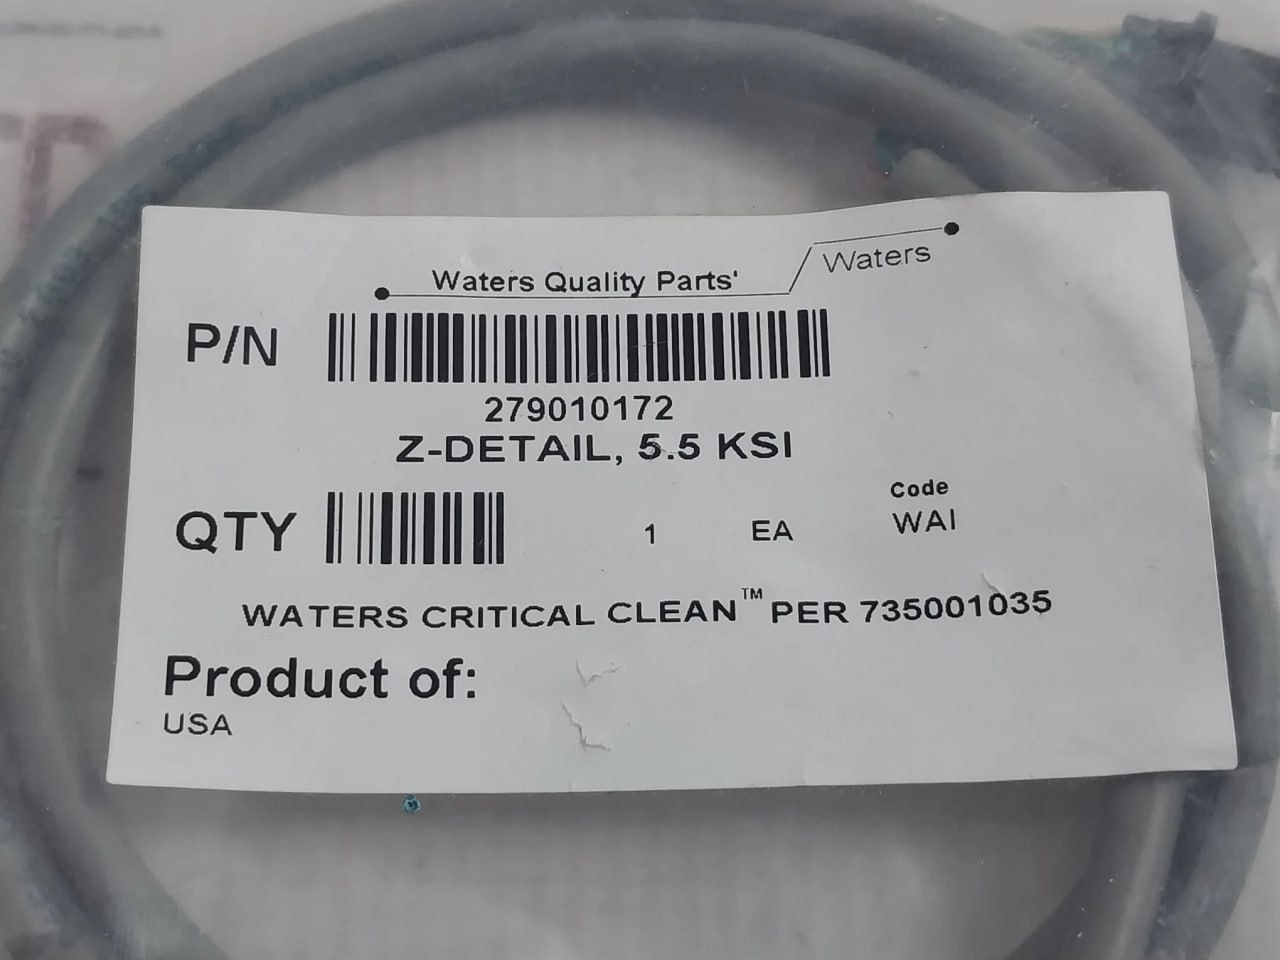 Waters Quality Parts'
Waters
P/N
279010172
Z-DETAIL, 5.5 KSI
Code
QTY 1 EA WAI
WATERS CRITICAL CLEAN™ PER 735001035
Product of:
USA